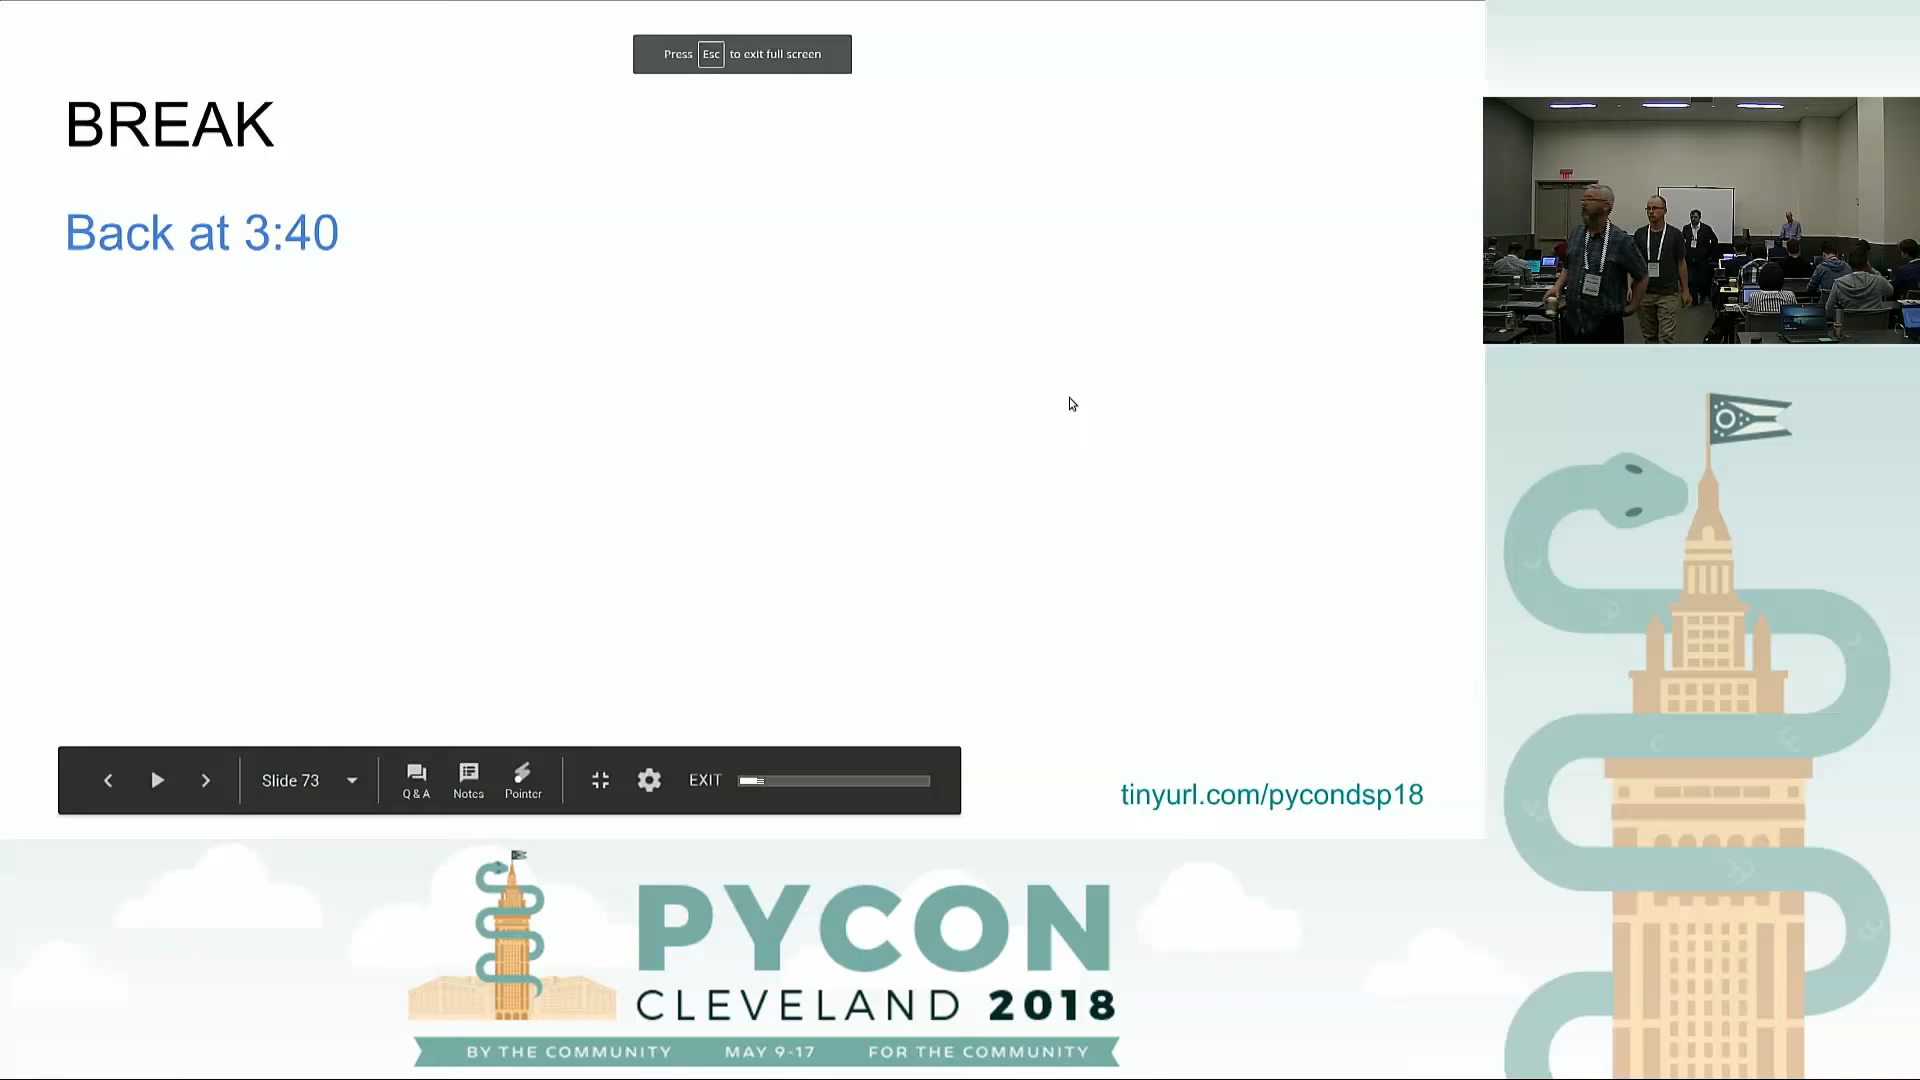 Press Esc to exit full screen
BREAK
Back at 3:40
Slide 73
Q & A
Notes
Pointer
EXIT
tinyurl.com/pycondsp18
PYCON
CLEVELAND 2018
BY THE COMMUNITY MAY 9-17 FOR THE COMMUNITY